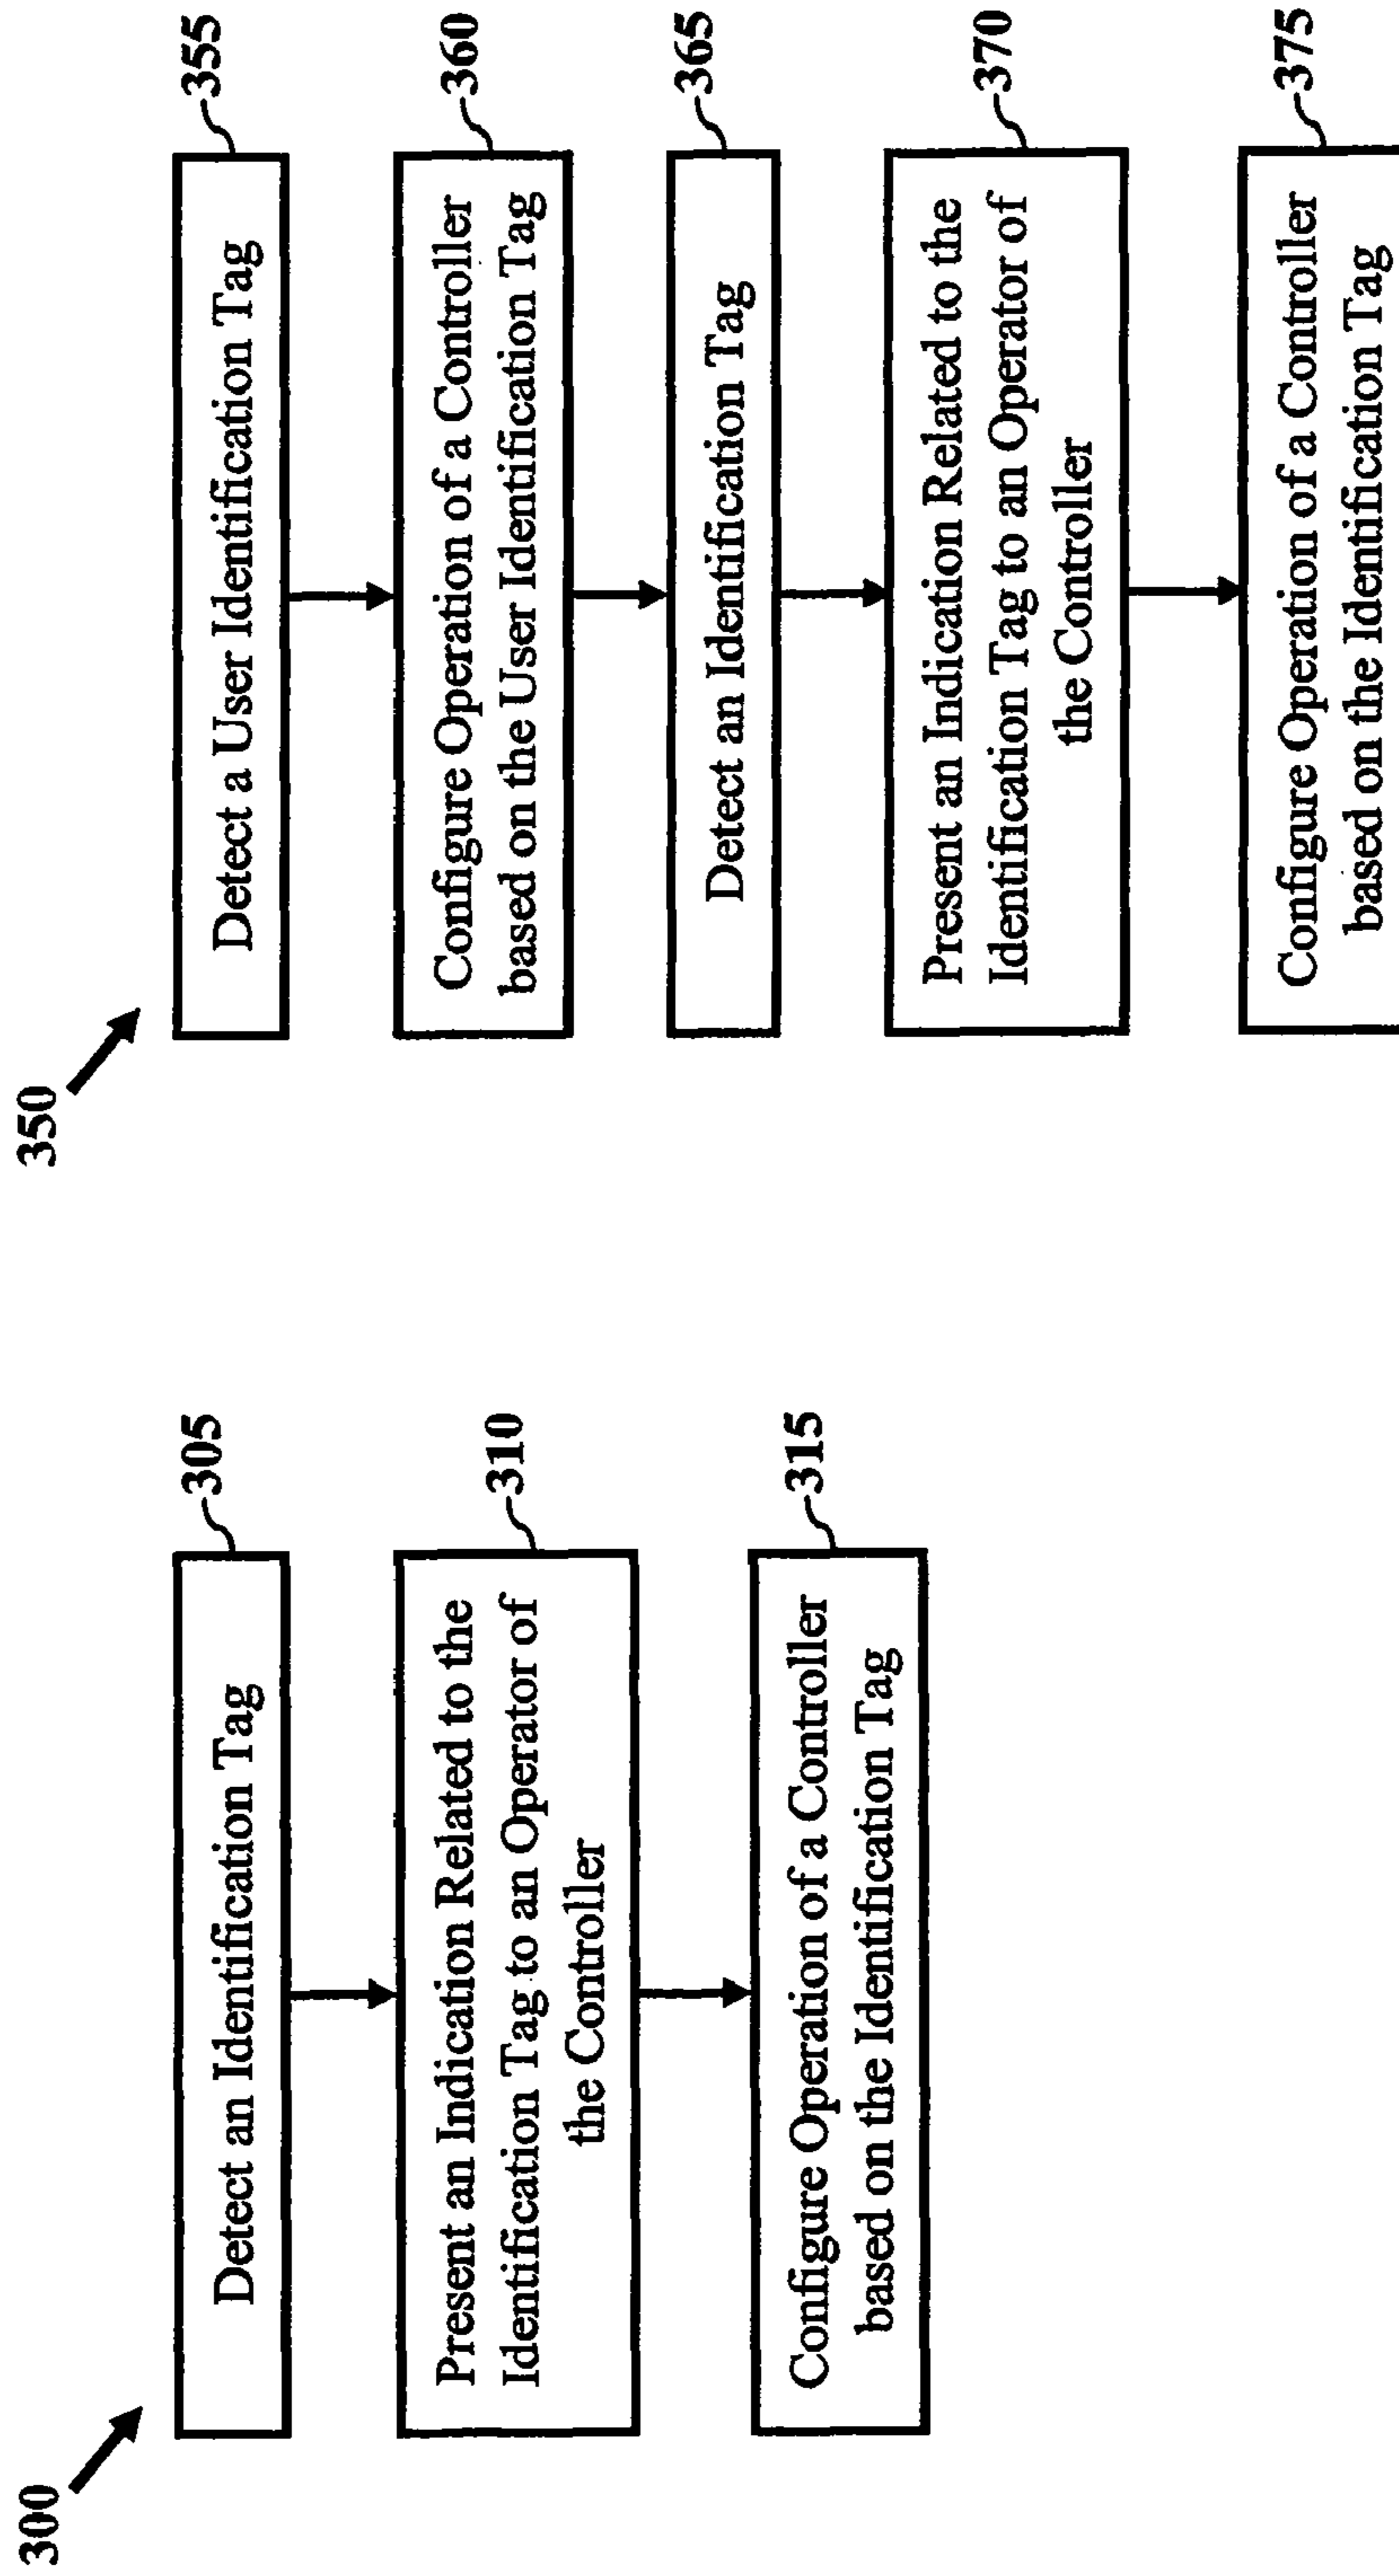 300
305
Detect an Identification Tag
310
Present an Indication Related to the
Identification Tag to an Operator of
the Controller
315
Configure Operation of a Controller
based on the Identification Tag
350
355
Detect a User Identification Tag
360
Configure Operation of a Controller
based on the User Identification Tag
365
Detect an Identification Tag
370
Present an Indication Related to the
Identification Tag to an Operator of
the Controller
375
Configure Operation of a Controller
based on the Identification Tag